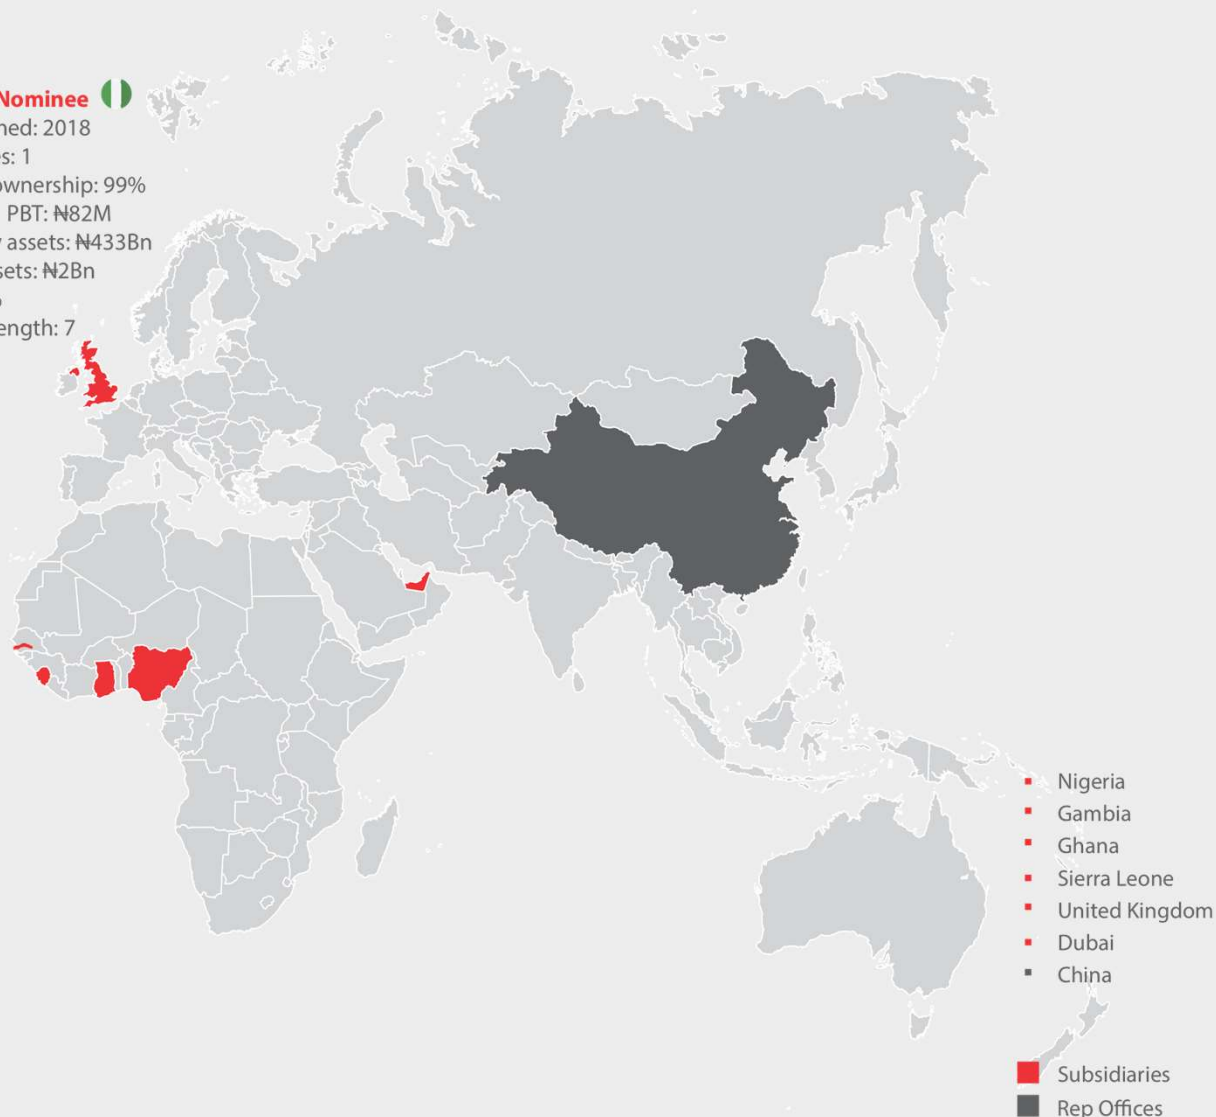 Nominee
ned: 2018
es: 1
ownership: 99%
PBT: ₦82M
assets: ₦433Bn
sets: ₦2Bn
ength: 7
Nigeria
Gambia
Ghana
Sierra Leone
United Kingdom
Dubai
China
Subsidiaries
Rep Offices